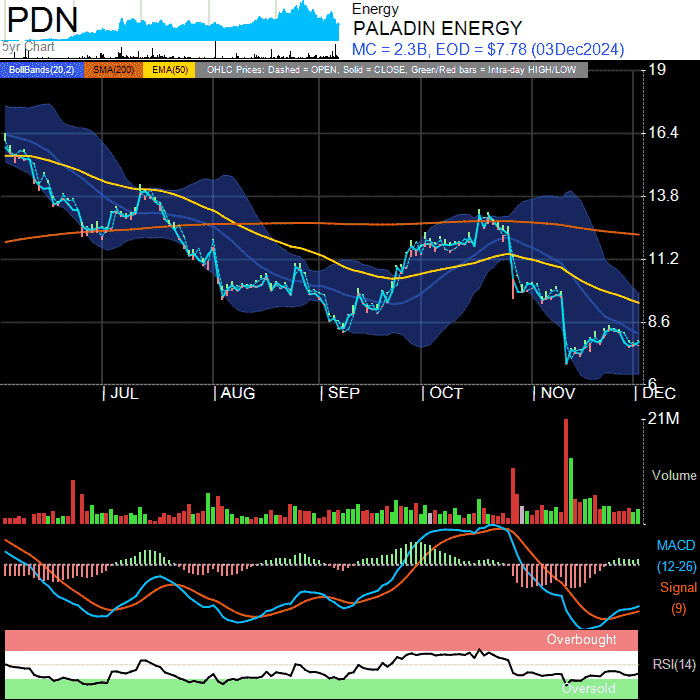 PDN
5yr Chart
Energy
PALADIN ENERGY
MC = 2.3B, EOD = $7.78 (03Dec2024)
BollBands(20,2) SMA(200) EMA(50) OHLC Prices: Dashed = OPEN, Solid = CLOSE, Green/Red bars = Intra-day HIGH/LOW
19
16.4
13.8
11.2
8.6
6
JUL AUG SEP OCT NOV DEC
21M
Volume
MACD
(12-26)
Signal
(9)
Overbought
RSI(14)
Oversold